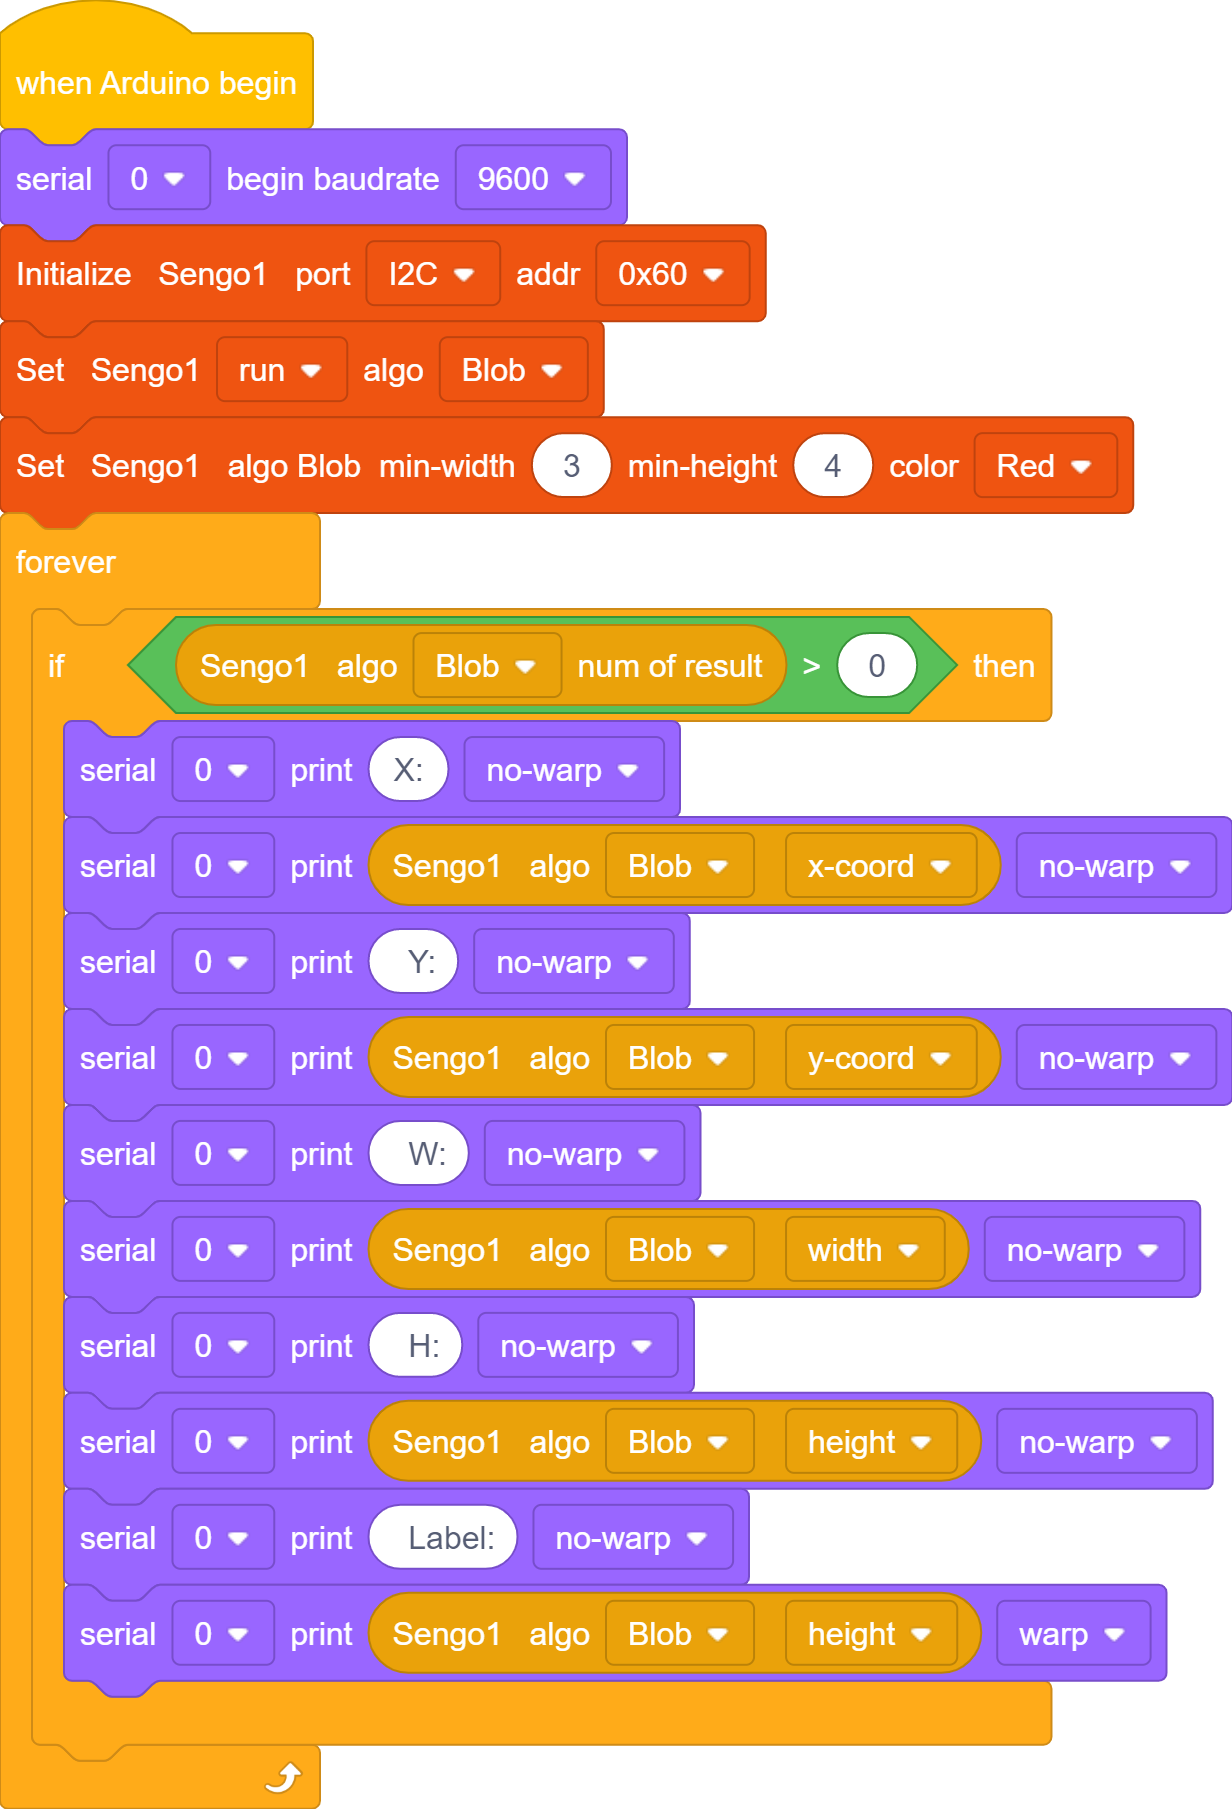 when Arduino begin
serial 0 begin baudrate 9600
Initialize Sengo1 port I2C addr 0x60
Set Sengo1 run algo Blob
Set Sengo1 algo Blob min-width 3 min-height 4 color Red
forever
if Sengo1 algo Blob num of result > 0 then
serial 0 print X: no-warp
serial 0 print Sengo1 algo Blob x-coord no-warp
serial 0 print Y: no-warp
serial 0 print Sengo1 algo Blob y-coord no-warp
serial 0 print W: no-warp
serial 0 print Sengo1 algo Blob width no-warp
serial 0 print H: no-warp
serial 0 print Sengo1 algo Blob height no-warp
serial 0 print Label: no-warp
serial 0 print Sengo1 algo Blob height warp